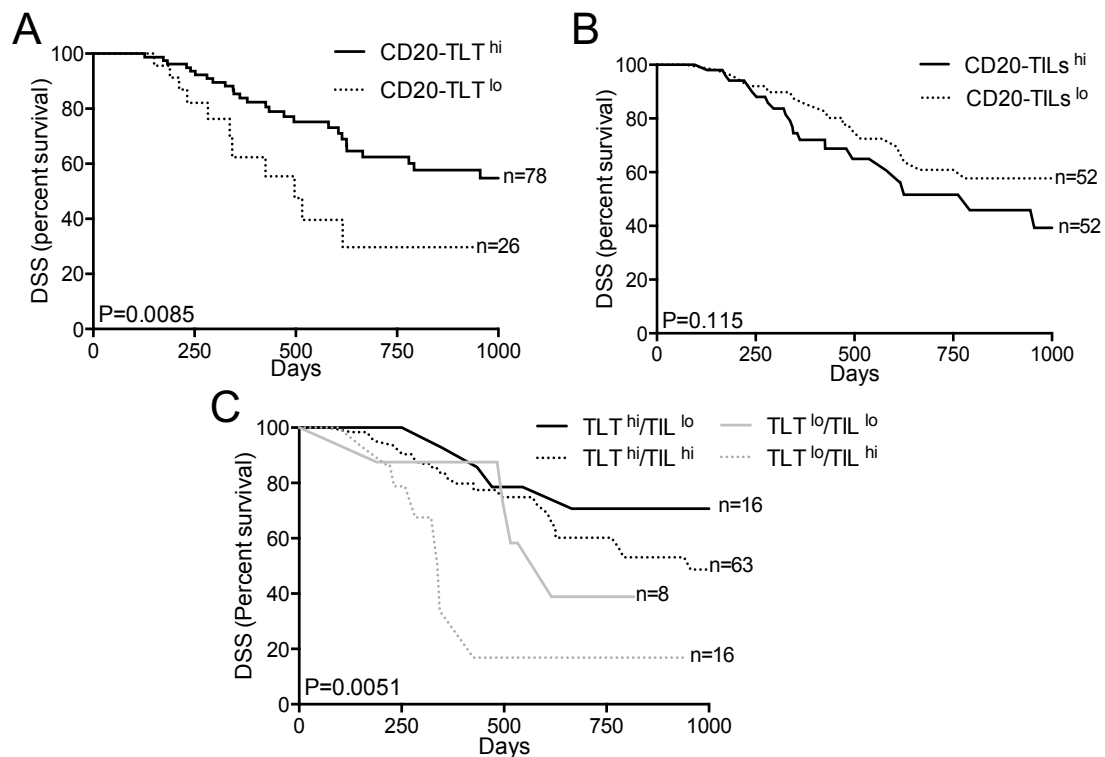 A
CD20-TLT hi
CD20-TLT lo
100
80
60
40
20
0
DSS (percent survival)
n=78
n=26
P=0.0085
0 250 500 750 1000
Days
B
CD20-TILs hi
CD20-TILs lo
100
80
60
40
20
0
DSS (percent survival)
n=52
n=52
P=0.115
0 250 500 750 1000
Days
C
TLT hi/TIL lo TLT lo/TIL lo
TLT hi/TIL hi TLT lo/TIL hi
100
80
60
40
20
0
DSS (Percent survival)
n=16
n=63
n=8
n=16
P=0.0051
0 250 500 750 1000
Days